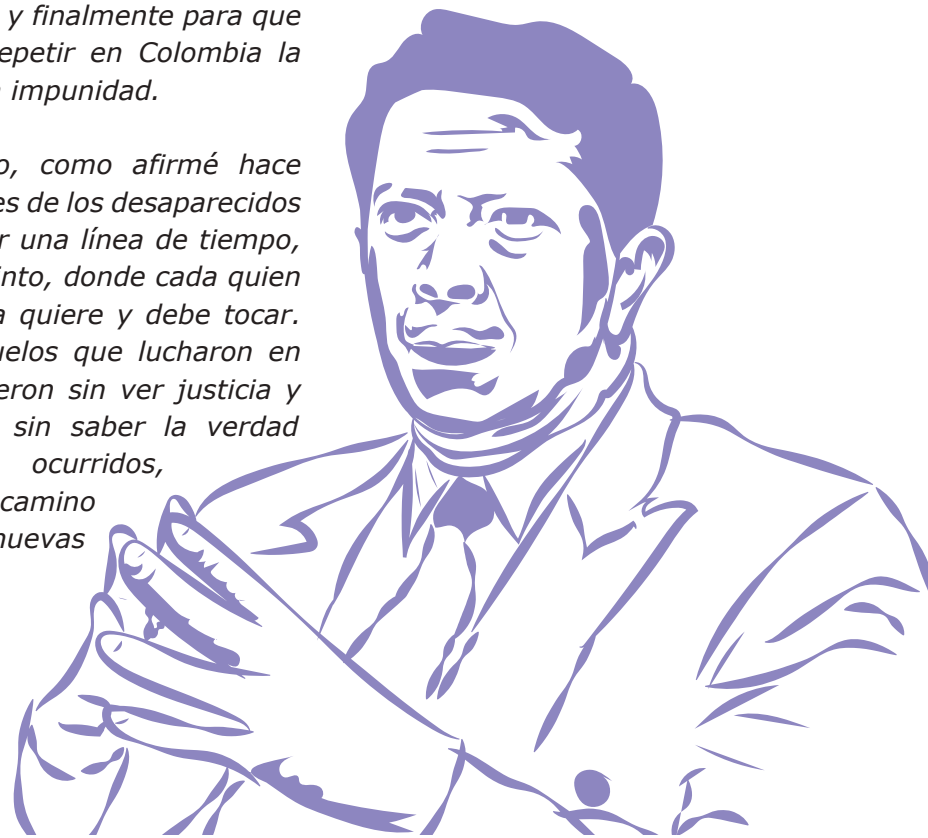 y finalmente para que
epetir en Colombia la
impunidad.
o, como afirmé hace
es de los desaparecidos
r una línea de tiempo,
nto, donde cada quien
a quiere y debe tocar.
uelos que lucharon en
eron sin ver justicia y
sin saber la verdad
ocurridos,
camino
nuevas